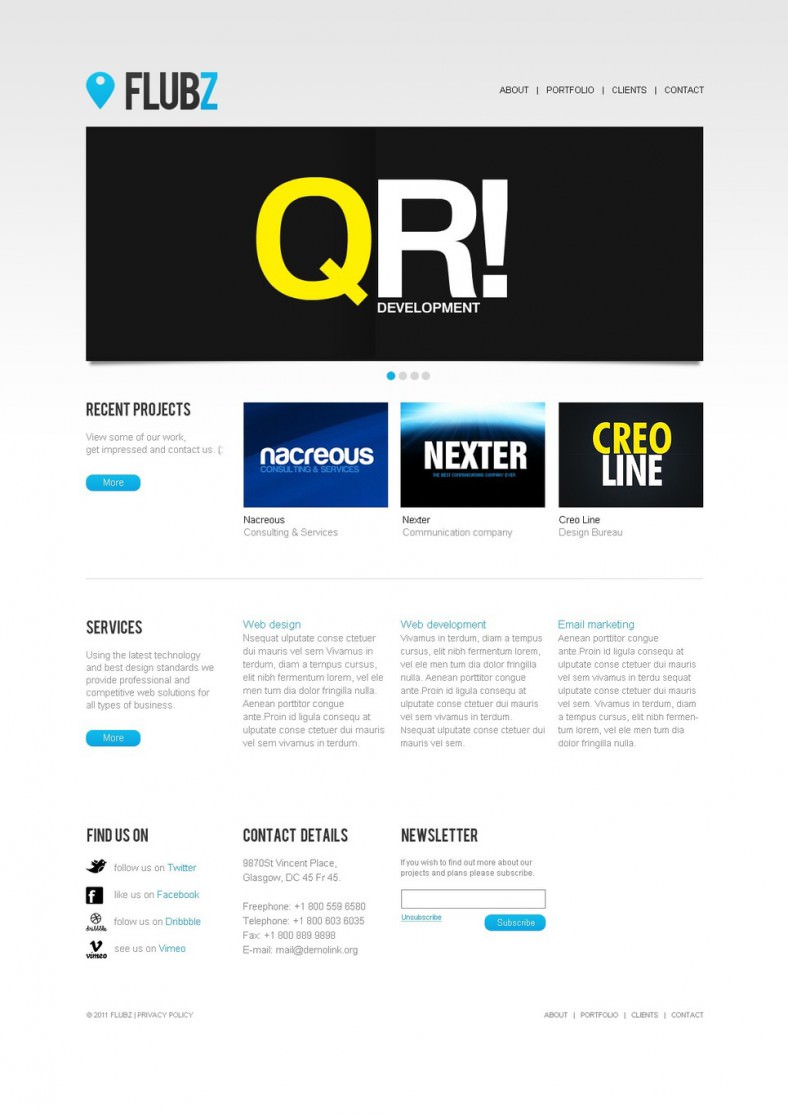 FLUBZ
ABOUT | PORTFOLIO | CLIENTS | CONTACT
QR!
DEVELOPMENT
RECENT PROJECTS
View some of our work,
get impressed and contact us. (:
More
nacreous
CONSULTING & SERVICES
NEXTER
THE BEST COMMUNICATIONS COMPANY EVER
CREO
LINE
Nacreous
Consulting & Services
Nexter
Communication company
Creo Line
Design Bureau
SERVICES
Using the latest technology
and best design standards we
provide professional and
competitive web solutions for
all types of business.
More
Web design
Nsequat ulputate conse ctetuer
dui mauris vel sem Vivamus in
terdum, diam a tempus cursus,
elit nibh fermentum lorem, vel ele
men tum dia dolor fringilla nulla.
Aenean porttitor congue
ante.Proin id ligula consequ at
ulputate conse ctetuer dui mauris
vel sem vivamus in terdum.
Web development
Vivamus in terdum, diam a tempus
cursus, elit nibh fermentum lorem,
vel ele men tum dia dolor fringilla
nulla. Aenean porttitor congue
ante.Proin id ligula consequ at
ulputate conse ctetuer dui mauris
vel sem vivamus in terdum.
Nsequat ulputate conse ctetuer dui
mauris vel sem.
Email marketing
Aenean porttitor congue
ante.Proin id ligula consequ at
ulputate conse ctetuer dui mauris
vel sem vivamus in terdu sequat
ulputate conse ctetuer dui mauris
vel sem. Vivamus in terdum, diam
a tempus cursus, elit nibh fermen-
tum lorem, vel ele men tum dia
dolor fringilla nulla.
FIND US ON
follow us on Twitter
like us on Facebook
dribbble
folow us on Dribbble
vimeo
see us on Vimeo
CONTACT DETAILS
9870St Vincent Place,
Glasgow, DC 45 Fr 45.
Freephone: +1 800 559 6580
Telephone: +1 800 603 6035
Fax: +1 800 889 9898
E-mail: mail@demolink.org
NEWSLETTER
If you wish to find out more about our
projects and plans please subscribe.
Unsubscribe
Subscribe
© 2011 FLUBZ | PRIVACY POLICY
ABOUT | PORTFOLIO | CLIENTS | CONTACT